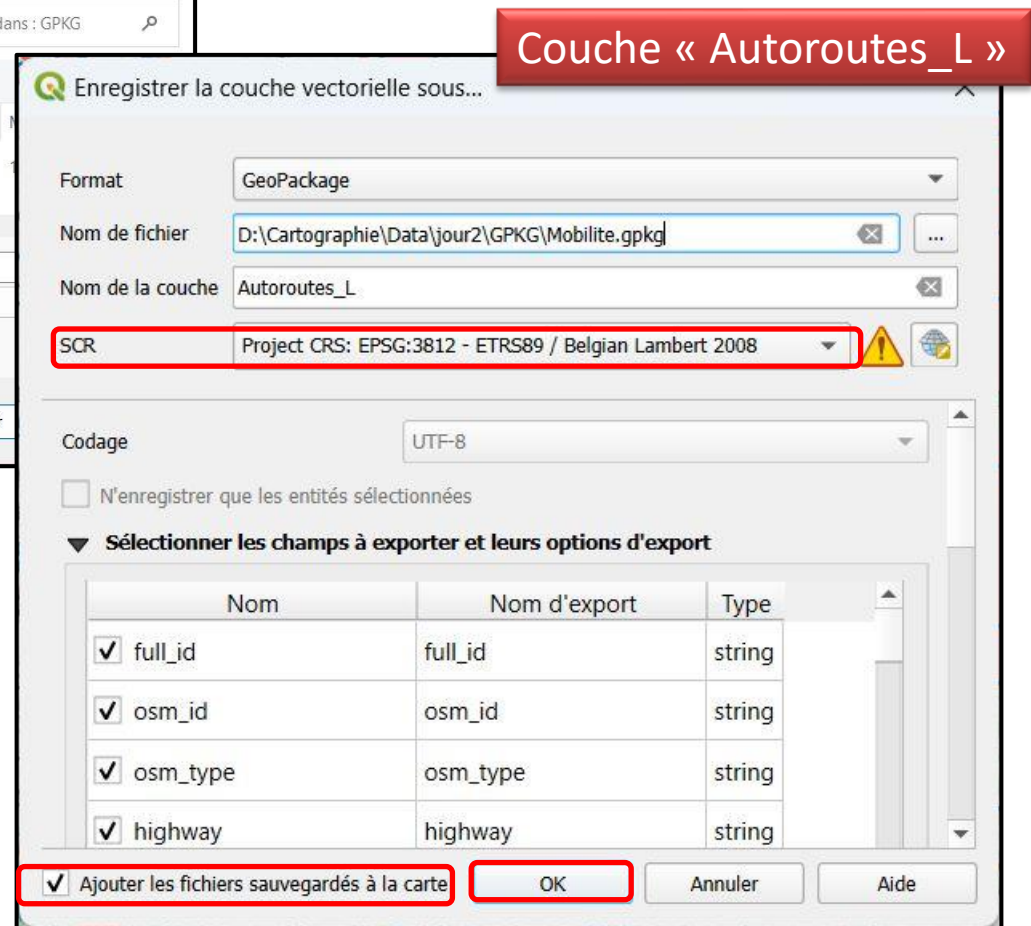 dans : GPKG
Couche « Autoroutes_L »
Enregistrer la couche vectorielle sous...
Format GeoPackage
Nom de fichier D:\Cartographie\Data\jour2\GPKG\Mobilite.gpkg ...
Nom de la couche Autoroutes_L
SCR Project CRS: EPSG:3812 - ETRS89 / Belgian Lambert 2008
Codage UTF-8
N'enregistrer que les entités sélectionnées
Sélectionner les champs à exporter et leurs options d'export
Nom Nom d'export Type
full_id full_id string
osm_id osm_id string
osm_type osm_type string
highway highway string
Ajouter les fichiers sauvegardés à la carte OK Annuler Aide